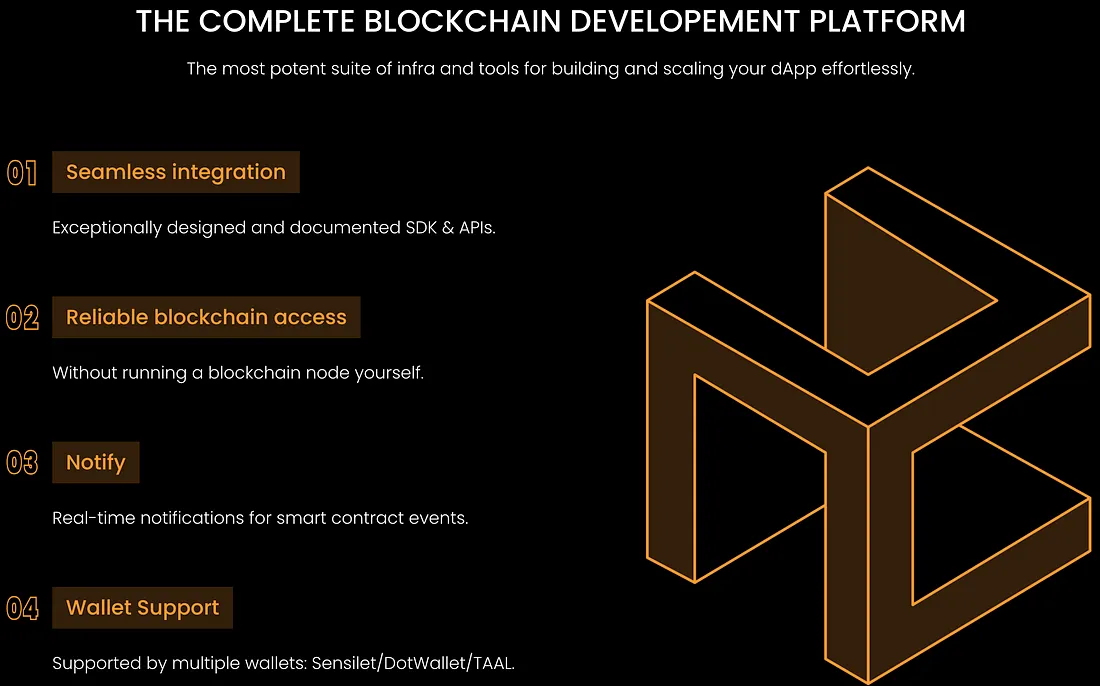 THE COMPLETE BLOCKCHAIN DEVELOPEMENT PLATFORM
The most potent suite of infra and tools for building and scaling your dApp effortlessly.
01 Seamless integration
Exceptionally designed and documented SDK & APIs.
02 Reliable blockchain access
Without running a blockchain node yourself.
03 Notify
Real-time notifications for smart contract events.
04 Wallet Support
Supported by multiple wallets: Sensilet/DotWallet/TAAL.